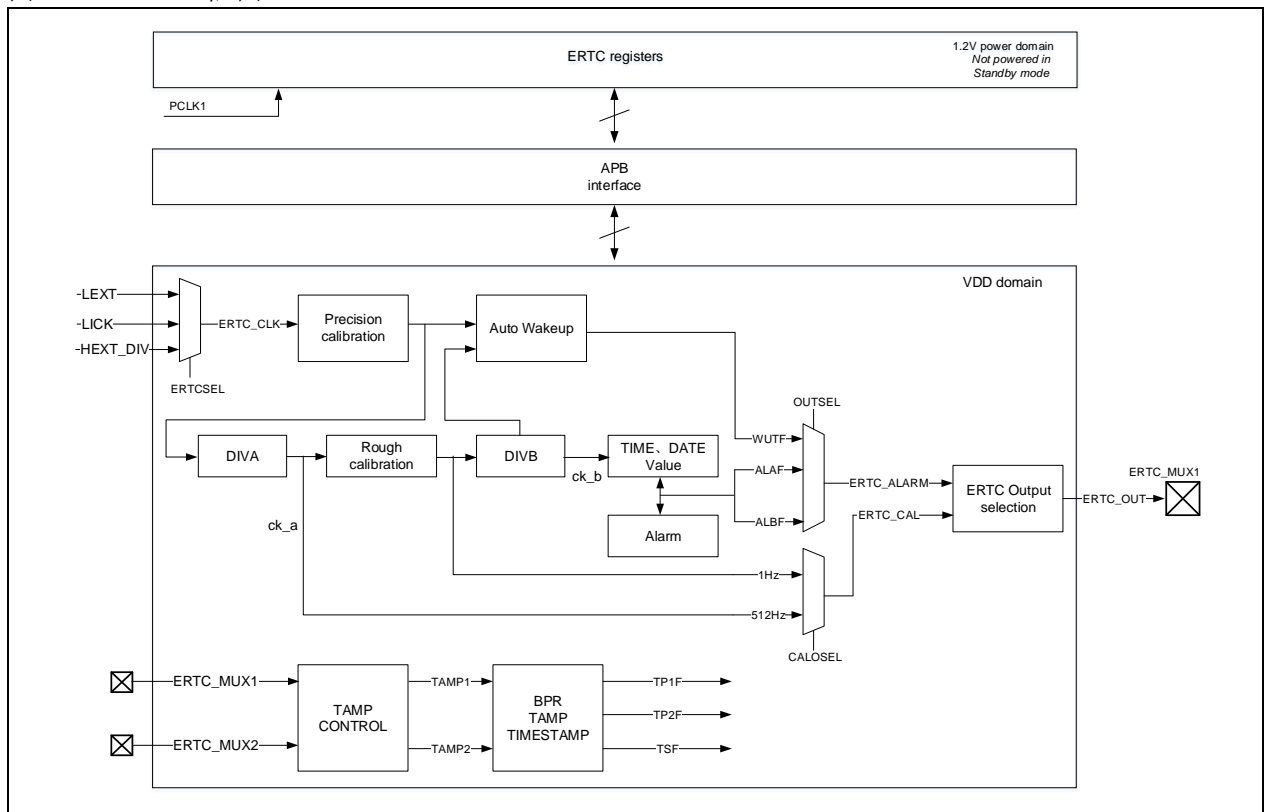 ERTC registers
1.2V power domain
Not powered in
Standby mode
PCLK1
APB
interface
VDD domain
-LEXT
-LICK
-HEXT_DIV
ERTC_CLK
ERTCSEL
Precision
calibration
Auto Wakeup
OUTSEL
DIVA
Rough
calibration
DIVB
ck_a
ck_b
TIME、DATE
Value
Alarm
WUTF
ALAF
ALBF
ERTC_ALARM
ERTC_CAL
ERTC Output
selection
ERTC_OUT
ERTC_MUX1
1Hz
512Hz
CALOSEL
ERTC_MUX1
ERTC_MUX2
TAMP
CONTROL
TAMP1
TAMP2
BPR
TAMP
TIMESTAMP
TP1F
TP2F
TSF